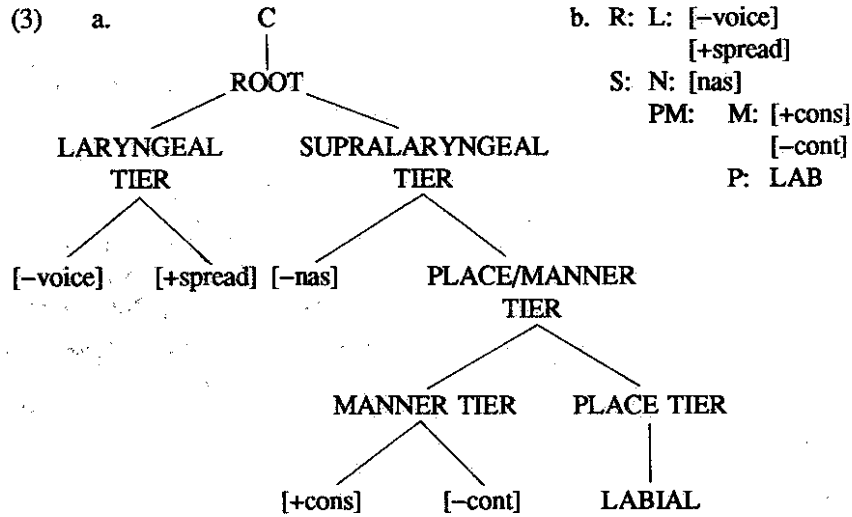 (3) a. C b. R: L: [−voice]
[+spread]
ROOT S: N: [nas]
PM: M: [+cons]
LARYNGEAL SUPRALARYNGEAL [−cont]
TIER TIER P: LAB
[−voice] [+spread] [−nas] PLACE/MANNER
TIER
MANNER TIER PLACE TIER
[+cons] [−cont] LABIAL